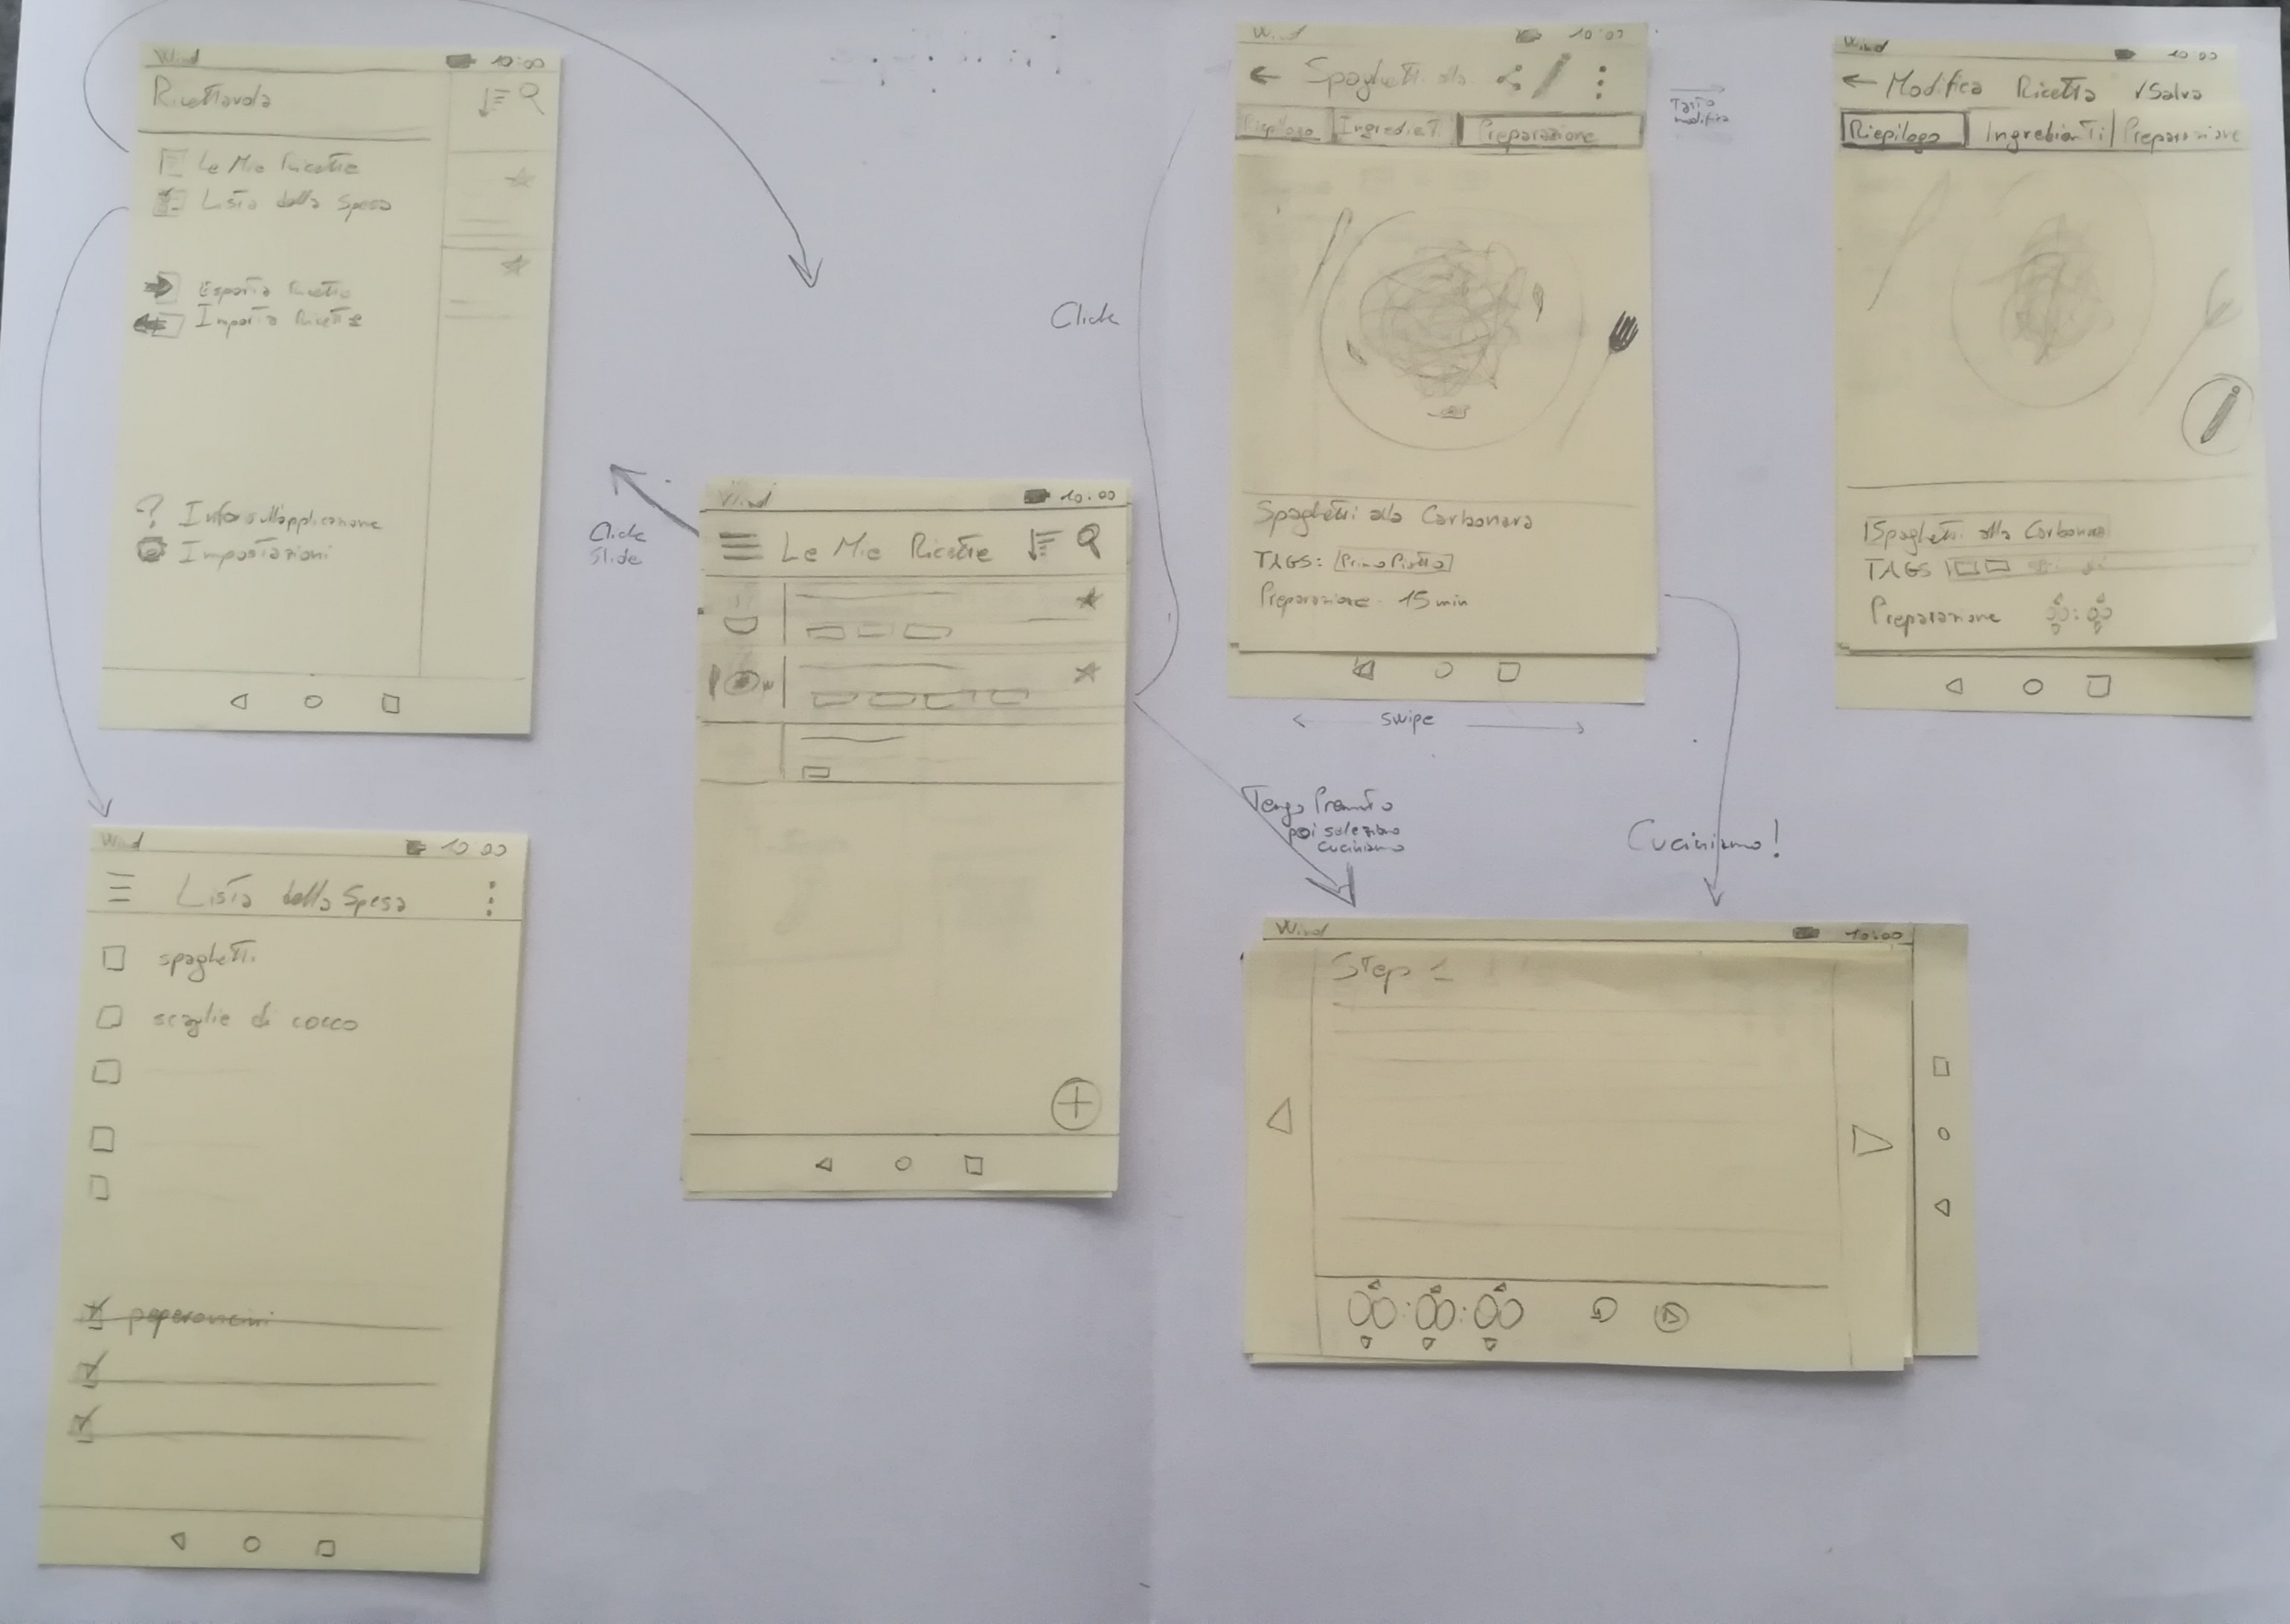 Wind 10:00
Ricettavola
Le Mie Ricette
Lista della Spesa
Esporta Ricette
Importa Ricette
? Info sull'applicazione
Impostazioni
Wind 10 00
Lista della Spesa
spaghetti
scaglie di cocco
peperoncini
Click
Slide
Wind 10:00
Le Mie Ricette
Click
Wind 10:00
Spaghetti alla
Riepilogo Ingredienti Preparazione
Spaghetti alla Carbonara
TAGS: Primo Piatto
Preparazione - 15 min
swipe
Tasto
modifica
Wind 10 00
Modifica Ricetta Salva
Riepilogo Ingredienti Preparazione
Spaghetti alla Carbonara
TAGS
Preparazione 00:00
Tengo Premuto
poi seleziono
Cuciniamo
Cuciniamo!
Wind 10:00
Step 1
00:00:00